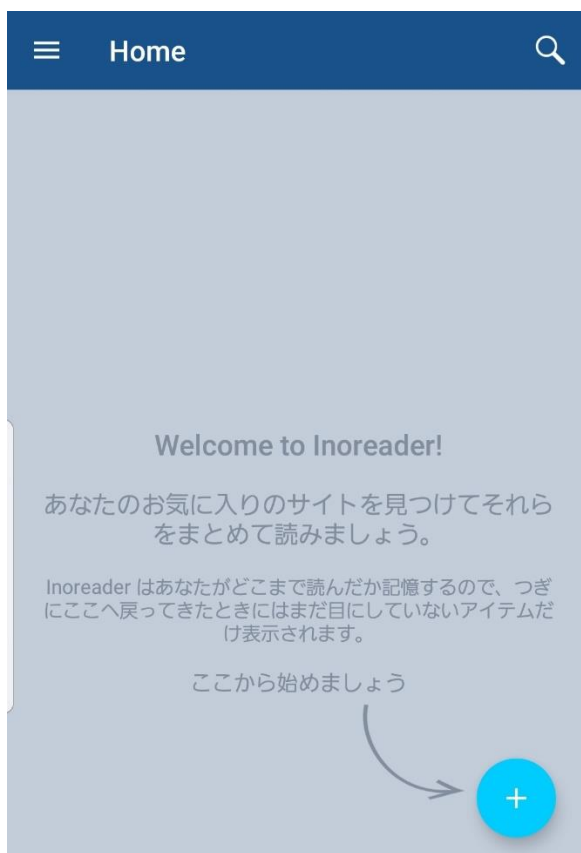 Home
Welcome to Inoreader!
あなたのお気に入りのサイトを見つけてそれら
をまとめて読みましょう。
Inoreader はあなたがどこまで読んだか記憶するので、つぎ
にここへ戻ってきたときにはまだ目にしていないアイテムだ
け表示されます。
ここから始めましょう
+